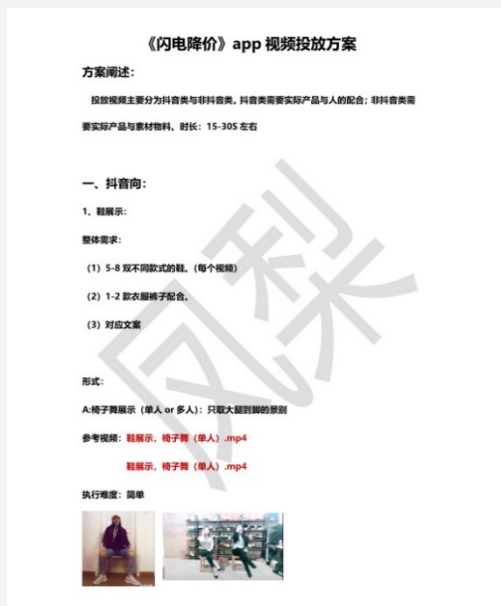 《闪电降价》app 视频投放方案
方案阐述：
投放视频主要分为抖音类与非抖音类。抖音类需要实际产品与人的配合；非抖音类需
要实际产品与素材物料。时长：15-30S 左右
一、抖音向：
1、鞋展示：
整体需求：
（1）5-8 双不同款式的鞋。（每个视频）
（2）1-2 款衣服裤子配合。
（3）对应文案
形式：
A:椅子舞展示（单人 or 多人）：只取大腿到脚的景别
参考视频：鞋展示，椅子舞（单人）.mp4
鞋展示，椅子舞（单人）.mp4
执行难度：简单
凤梨